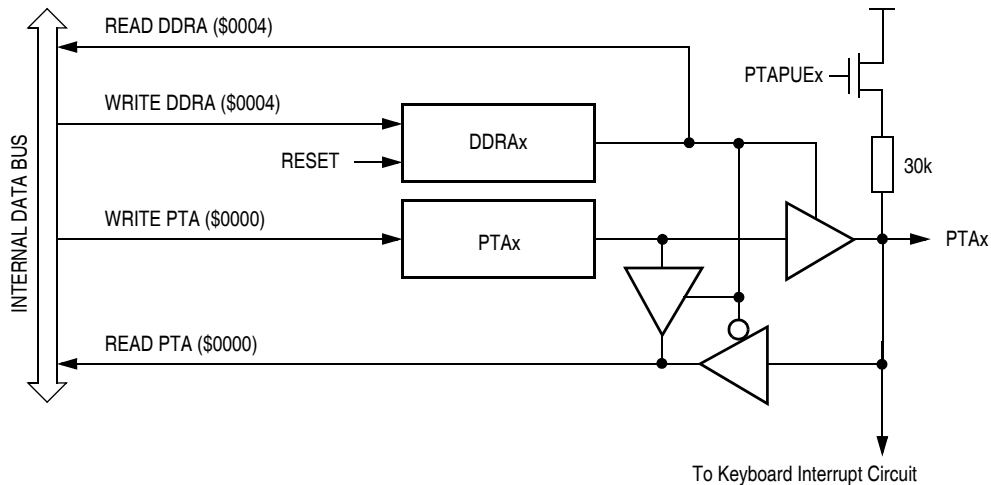 READ DDRA ($0004)
PTAPUEx
WRITE DDRA ($0004)
DDRAx
RESET
30k
INTERNAL DATA BUS
WRITE PTA ($0000)
PTAx
PTAx
READ PTA ($0000)
To Keyboard Interrupt Circuit